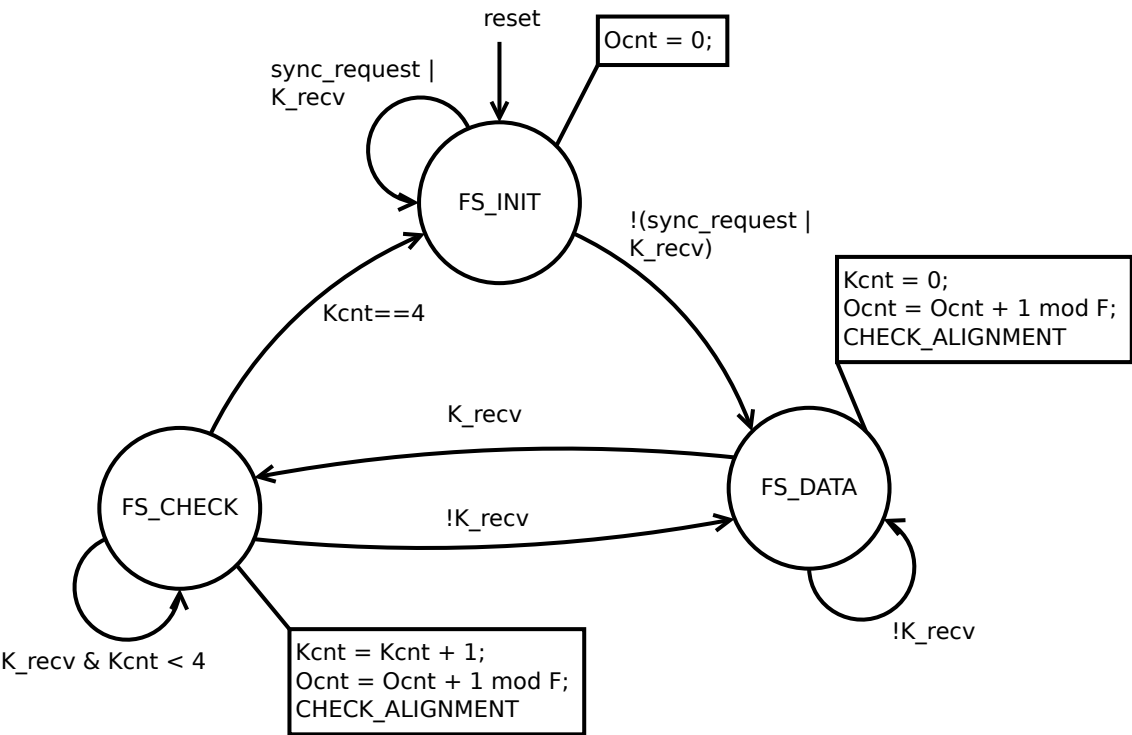 reset
Ocnt = 0;
sync_request |
K_recv
FS_INIT
!(sync_request |
K_recv)
Kcnt = 0;
Ocnt = Ocnt + 1 mod F;
CHECK_ALIGNMENT
Kcnt==4
K_recv
FS_DATA
FS_CHECK
!K_recv
!K_recv
K_recv & Kcnt < 4
Kcnt = Kcnt + 1;
Ocnt = Ocnt + 1 mod F;
CHECK_ALIGNMENT